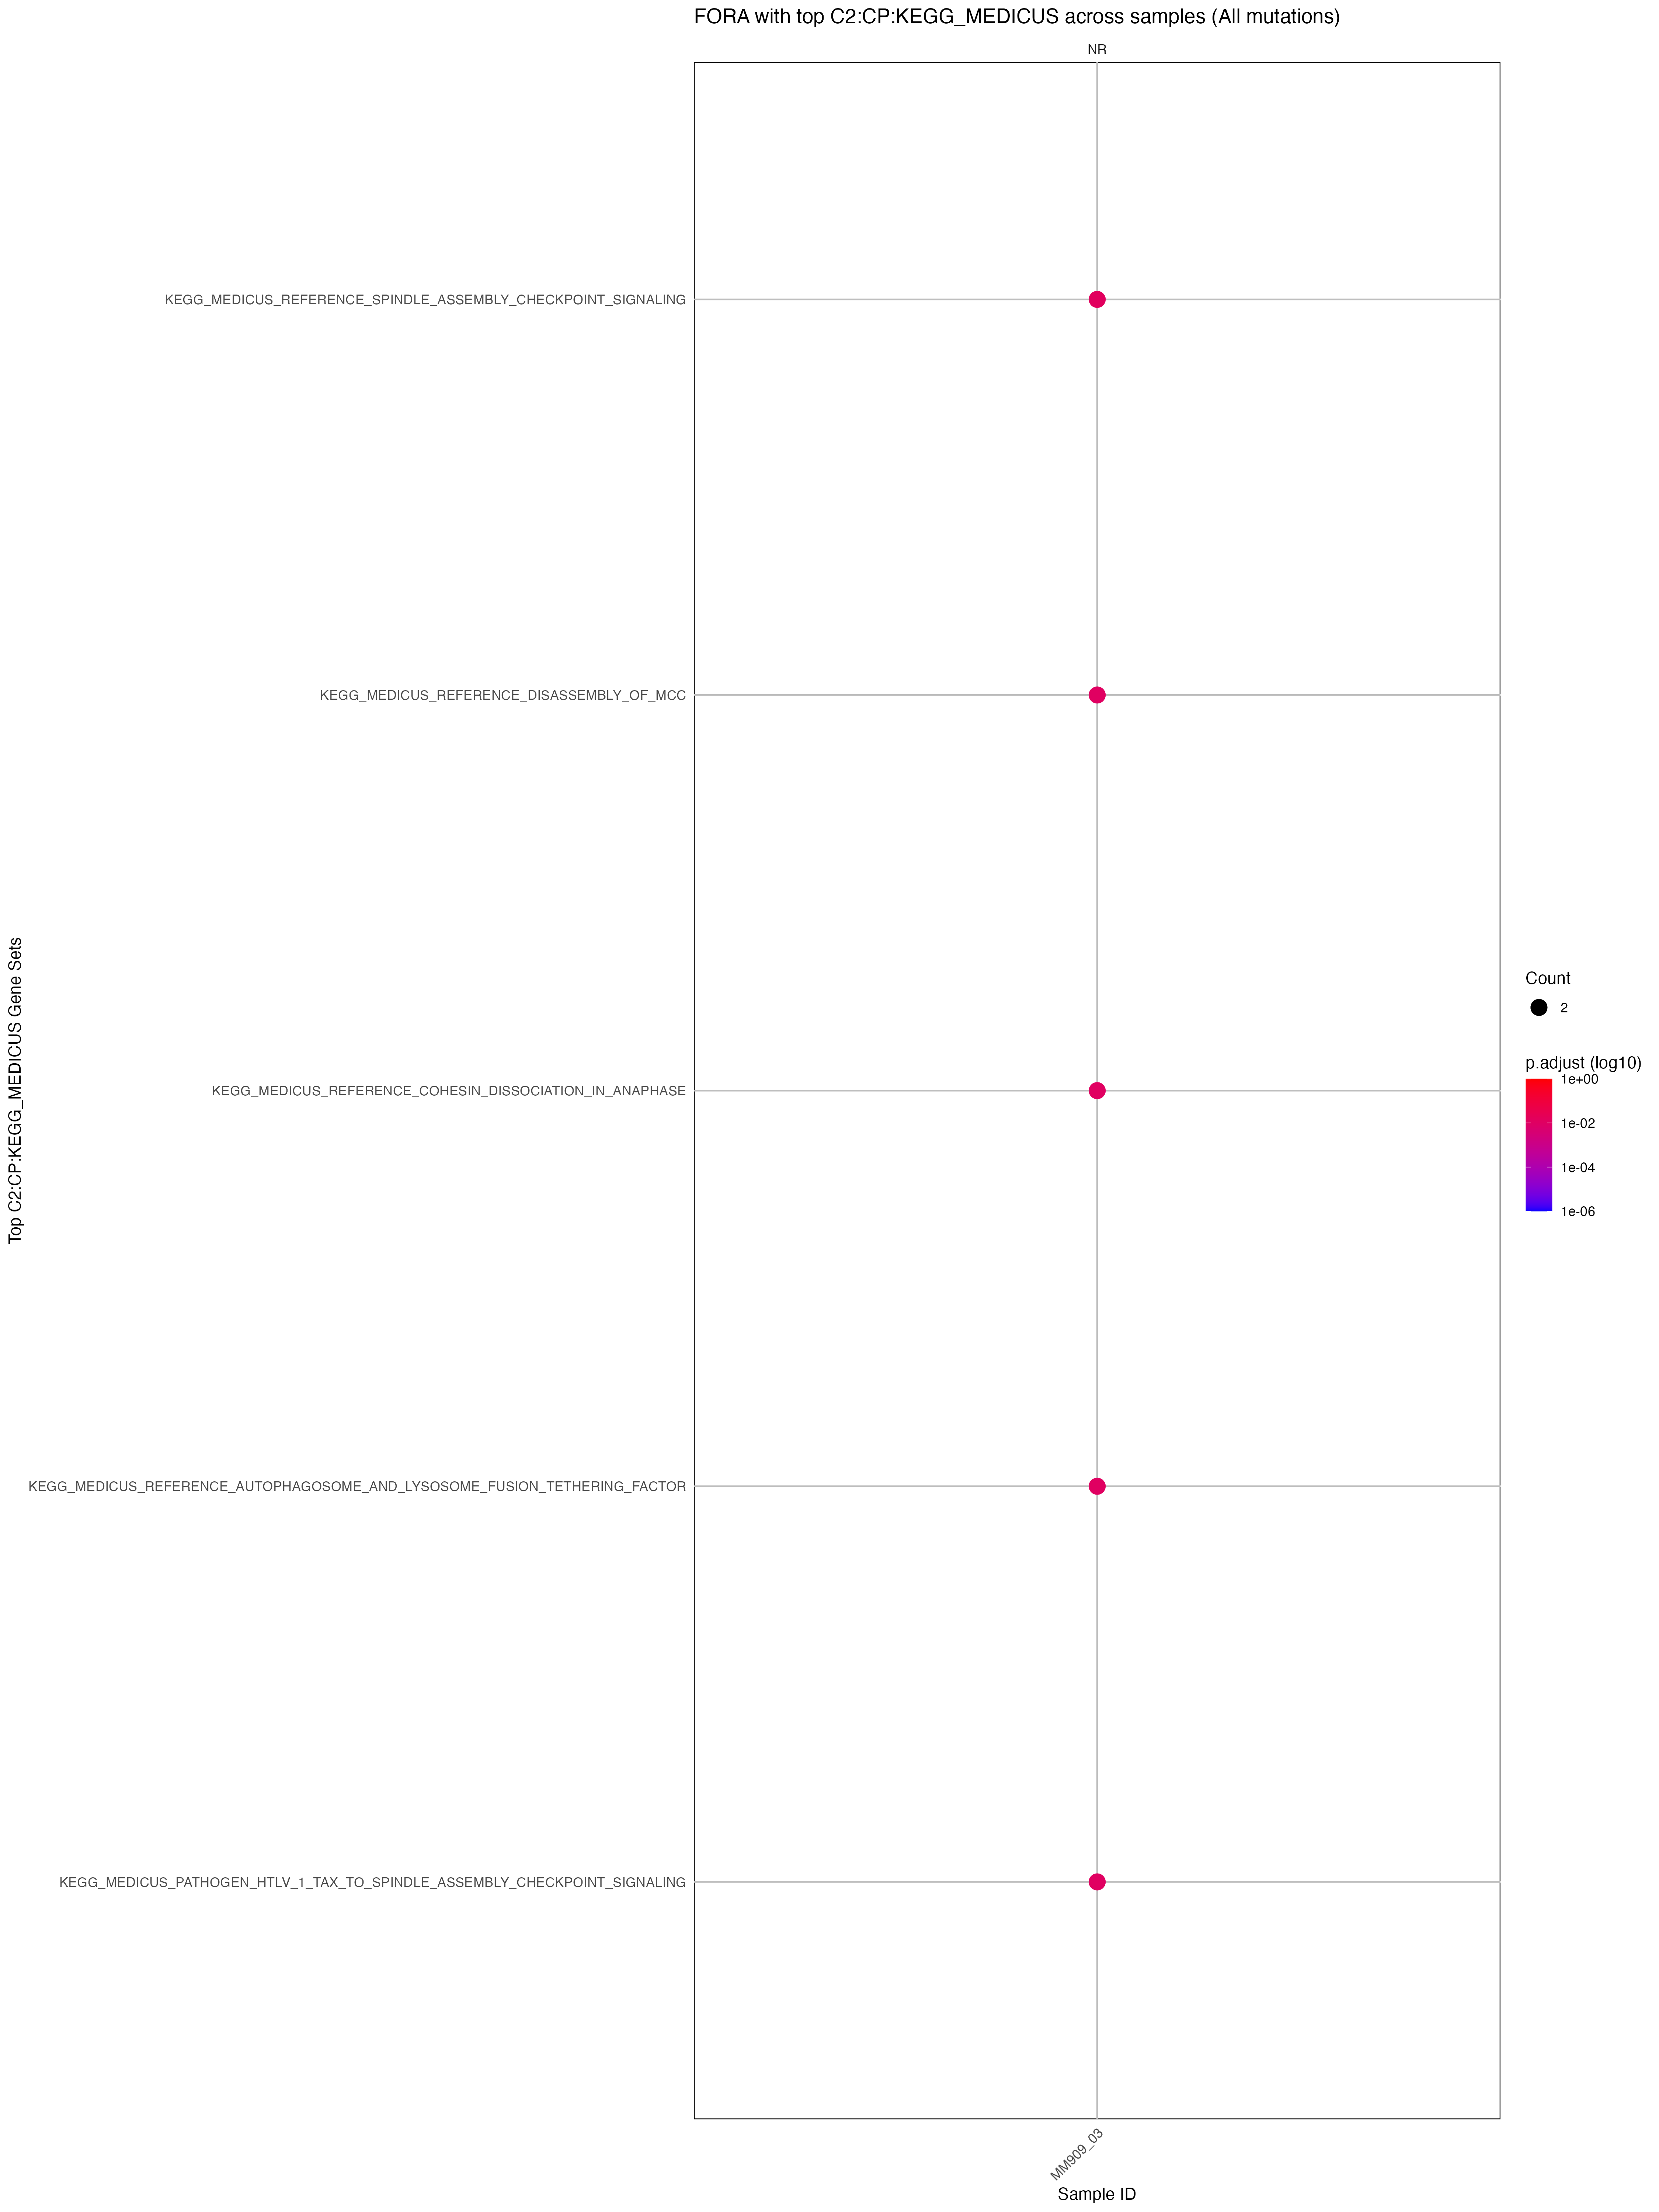 FORA with top C2:CP:KEGG_MEDICUS across samples (All mutations)
NR
KEGG_MEDICUS_REFERENCE_SPINDLE_ASSEMBLY_CHECKPOINT_SIGNALING
KEGG_MEDICUS_REFERENCE_DISASSEMBLY_OF_MCC
KEGG_MEDICUS_REFERENCE_COHESIN_DISSOCIATION_IN_ANAPHASE
KEGG_MEDICUS_REFERENCE_AUTOPHAGOSOME_AND_LYSOSOME_FUSION_TETHERING_FACTOR
KEGG_MEDICUS_PATHOGEN_HTLV_1_TAX_TO_SPINDLE_ASSEMBLY_CHECKPOINT_SIGNALING
Top C2:CP:KEGG_MEDICUS Gene Sets
MM909_03
Sample ID
Count
2
p.adjust (log10)
1e+00
1e-02
1e-04
1e-06